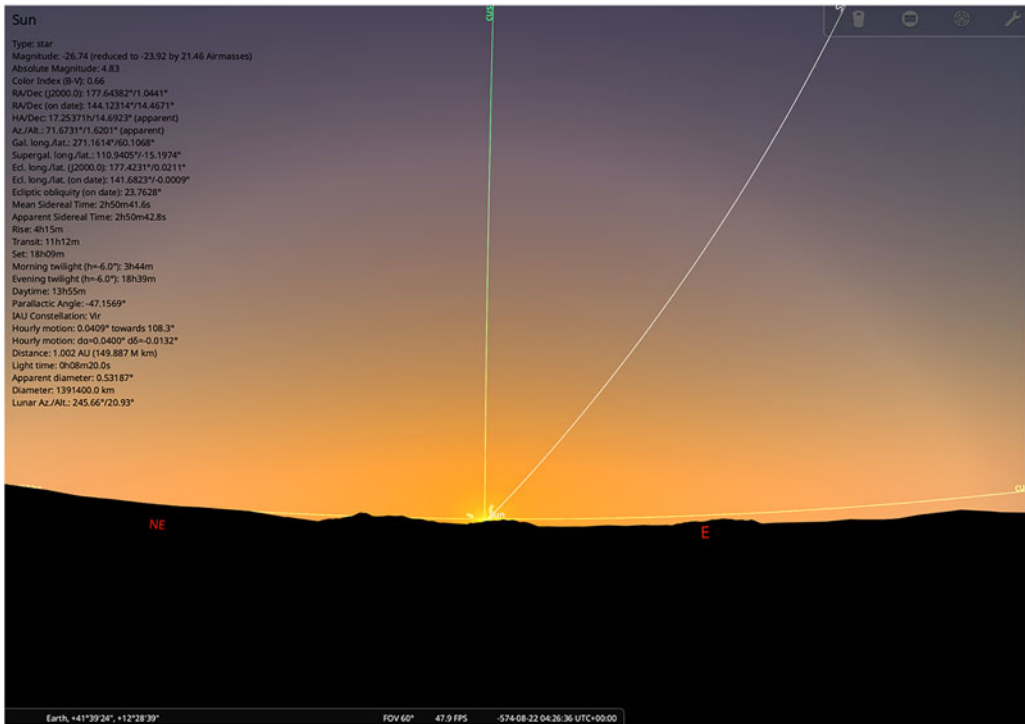 Sun
Type: star
Magnitude: -26.74 (reduced to -23.92 by 21.46 Airmasses)
Absolute Magnitude: 4.83
Color Index (B-V): 0.66
RA/Dec (J2000.0): 177.64382°/1.0441°
RA/Dec (on date): 144.12314°/14.4671°
HA/Dec: 17.25371h/14.6923° (apparent)
Az./Alt.: 71.6731°/1.6201° (apparent)
Gal. long./lat.: 271.1614°/60.1068°
Supergal. long./lat.: 110.9405°/-15.1974°
Ecl. long./lat. (J2000.0): 177.4231°/0.0211°
Ecl. long./lat. (on date): 141.6823°/-0.0009°
Ecliptic obliquity (on date): 23.7628°
Mean Sidereal Time: 2h50m41.6s
Apparent Sidereal Time: 2h50m42.8s
Rise: 4h15m
Transit: 11h12m
Set: 18h09m
Morning twilight (h=-6.0°): 3h44m
Evening twilight (h=-6.0°): 18h39m
Daytime: 13h55m
Parallactic Angle: -47.1569°
IAU Constellation: Vir
Hourly motion: 0.0409° towards 108.3°
Hourly motion: dα=0.0400° dδ=-0.0132°
Distance: 1.002 AU (149.887 M km)
Light time: 0h08m20.0s
Apparent diameter: 0.53187°
Diameter: 1391400.0 km
Lunar Az./Alt.: 245.66°/20.93°
Sun
NE
E
Earth, +41°39'24", +12°28'39"
FOV 60°
47.9 FPS
-574-08-22 04:26:36 UTC+00:00